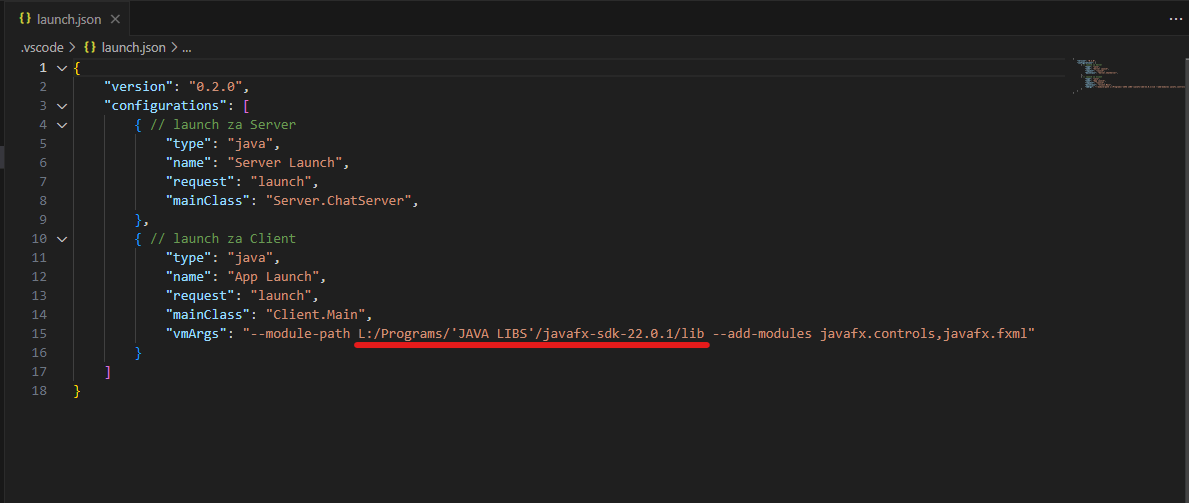 {} launch.json ×
...
.vscode > {} launch.json > ...
1 {
2 "version": "0.2.0",
3 "configurations": [
4 { // launch za Server
5 "type": "java",
6 "name": "Server Launch",
7 "request": "launch",
8 "mainClass": "Server.ChatServer",
9 },
10 { // launch za Client
11 "type": "java",
12 "name": "App Launch",
13 "request": "launch",
14 "mainClass": "Client.Main",
15 "vmArgs": "--module-path L:/Programs/'JAVA LIBS'/javafx-sdk-22.0.1/lib --add-modules javafx.controls,javafx.fxml"
16 }
17 ]
18 }